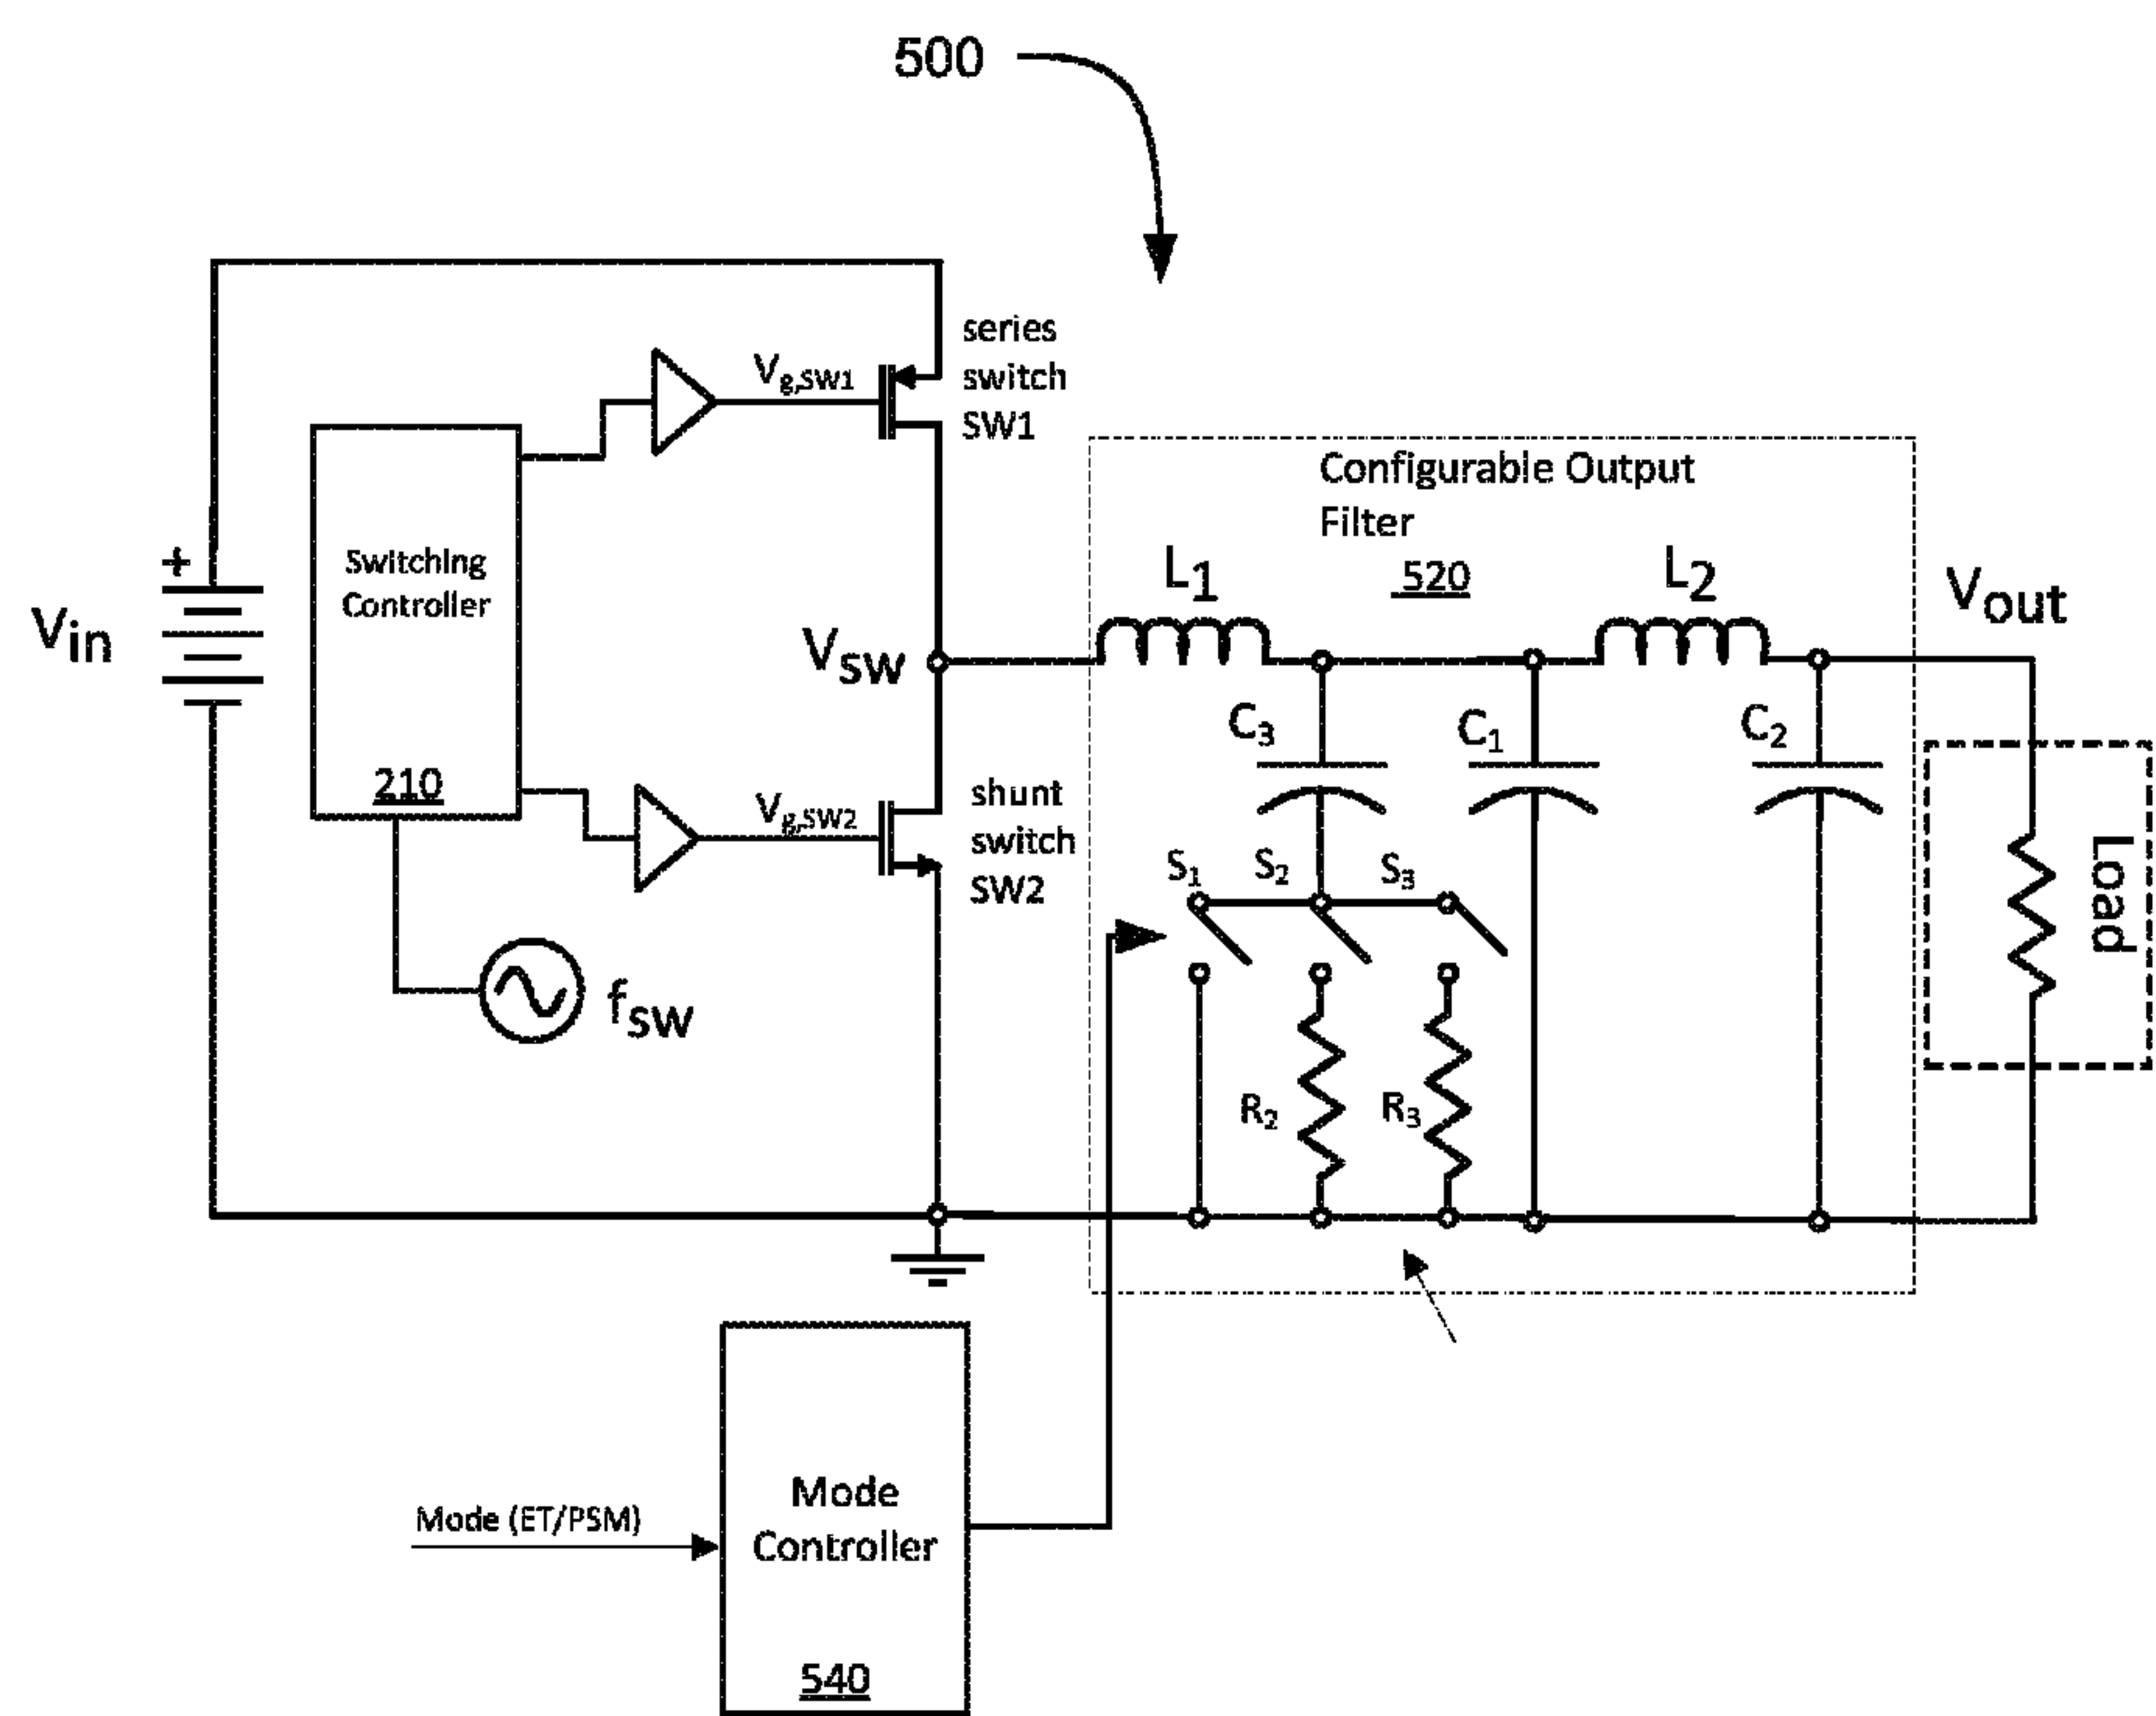 500
series
switch
SW1
Vg,SW1
Configurable Output
Filter
520
Switching
Controller
210
+
Vin
L1
L2
Vout
VSW
C3
C1
C2
Vg,SW2
shunt
switch
SW2
S1
S2
S3
Load
fSW
R2
R3
Mode (ET/PSM)
Mode
Controller
540